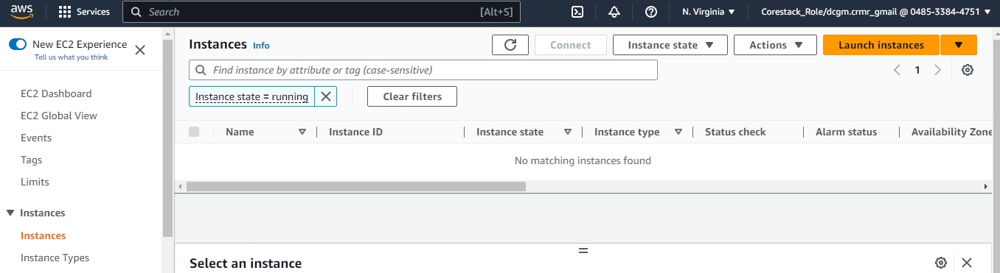 aws
Services
Search
[Alt+S]
N. Virginia
Corestack_Role/dcgm.crmr_gmail @ 0485-3384-4751
New EC2 Experience
Tell us what you think
EC2 Dashboard
EC2 Global View
Events
Tags
Limits
Instances
Instances
Instance Types
Instances Info
Connect
Instance state
Actions
Launch instances
Find instance by attribute or tag (case-sensitive)
1
Instance state = running
Clear filters
Name Instance ID Instance state Instance type Status check Alarm status Availability Zone
No matching instances found
Select an instance